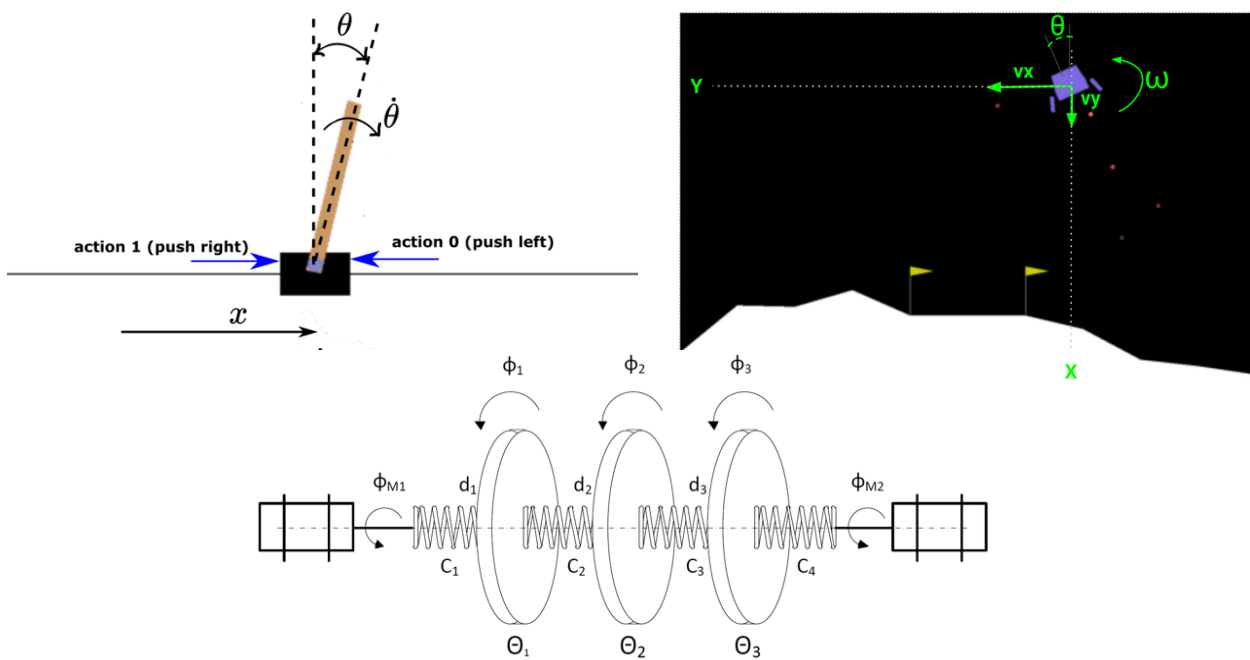 θ
θ̇
action 1 (push right)
action 0 (push left)
x
θ
Y
vx
vy
ω
X
ϕ₁
ϕ₂
ϕ₃
ϕM1
d₁
d₂
d₃
ϕM2
C₁
C₂
C₃
C₄
Θ₁
Θ₂
Θ₃